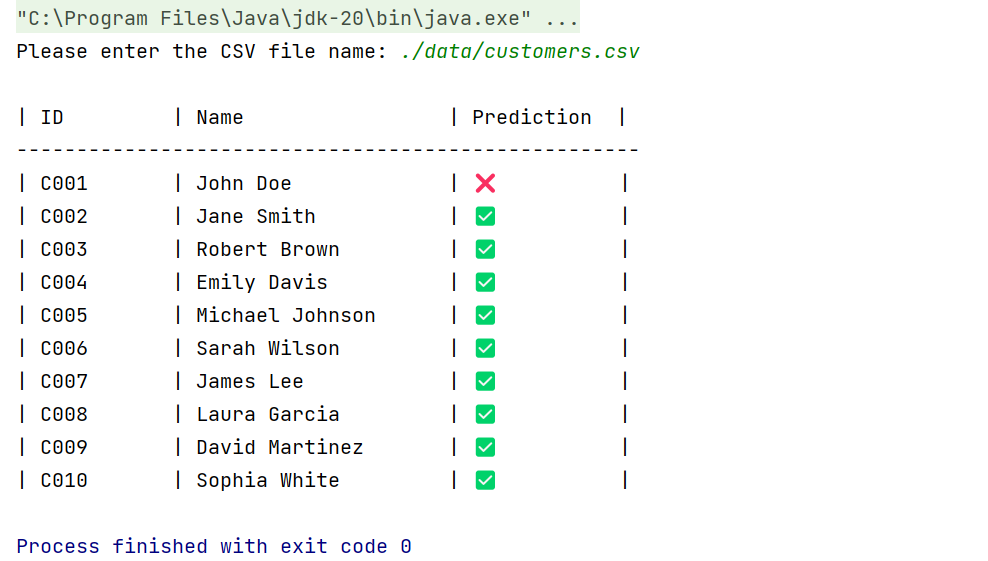 "C:\Program Files\Java\jdk-20\bin\java.exe" ...
Please enter the CSV file name: ./data/customers.csv
| ID         | Name                 | Prediction  |
----------------------------------------------------
| C001       | John Doe             | ❌          |
| C002       | Jane Smith           | ✅          |
| C003       | Robert Brown         | ✅          |
| C004       | Emily Davis          | ✅          |
| C005       | Michael Johnson      | ✅          |
| C006       | Sarah Wilson         | ✅          |
| C007       | James Lee            | ✅          |
| C008       | Laura Garcia         | ✅          |
| C009       | David Martinez       | ✅          |
| C010       | Sophia White         | ✅          |
Process finished with exit code 0